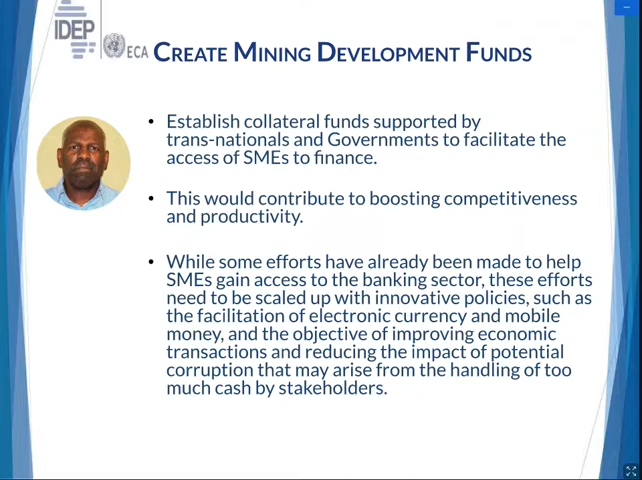 IDEP
ECA
CREATE MINING DEVELOPMENT FUNDS
• Establish collateral funds supported by
trans-nationals and Governments to facilitate the
access of SMEs to finance.
• This would contribute to boosting competitiveness
and productivity.
• While some efforts have already been made to help
SMEs gain access to the banking sector, these efforts
need to be scaled up with innovative policies, such as
the facilitation of electronic currency and mobile
money, and the objective of improving economic
transactions and reducing the impact of potential
corruption that may arise from the handling of too
much cash by stakeholders.